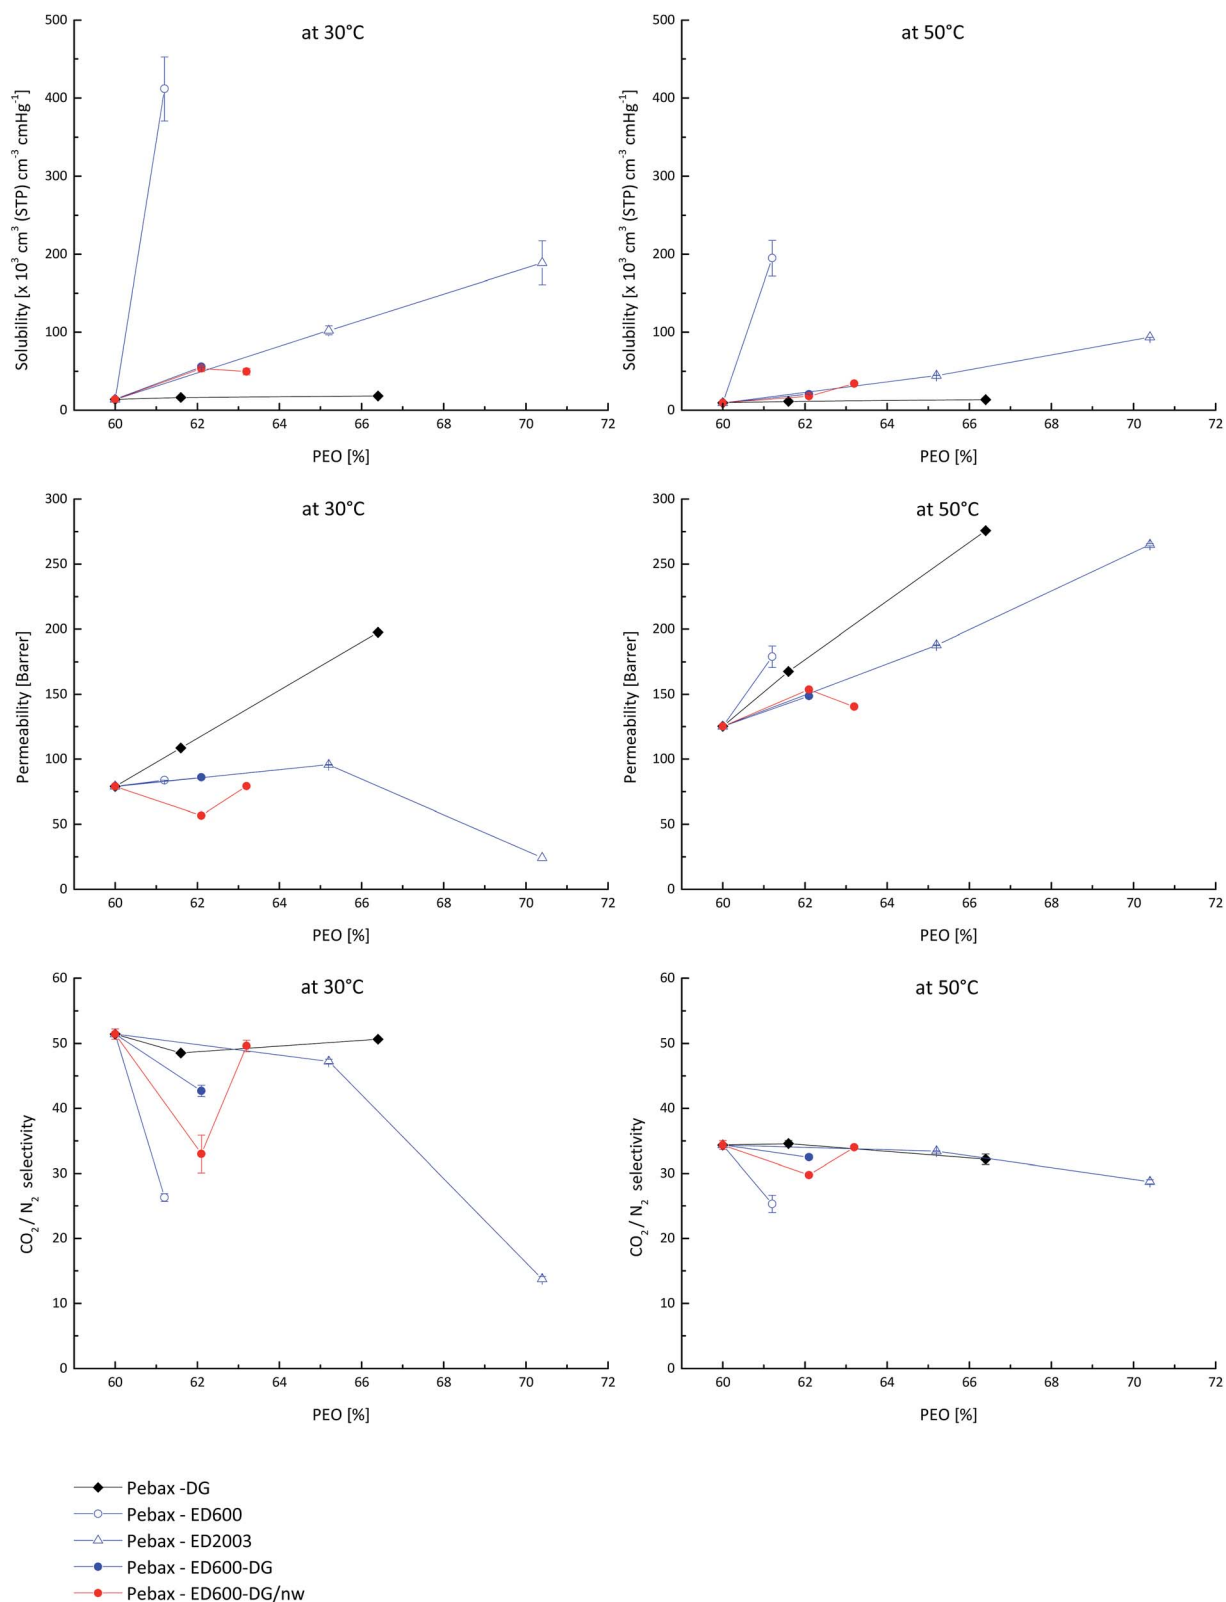 at 30°C
500
400
300
200
100
0
60 62 64 66 68 70 72
Solubility [x 10³ cm³ (STP) cm⁻³ cmHg⁻¹]
PEO [%]
at 50°C
500
400
300
200
100
0
60 62 64 66 68 70 72
Solubility [x 10³ cm³ (STP) cm⁻³ cmHg⁻¹]
PEO [%]
at 30°C
300
250
200
150
100
50
0
60 62 64 66 68 70 72
Permeability [Barrer]
PEO [%]
at 50°C
300
250
200
150
100
50
0
60 62 64 66 68 70 72
Permeability [Barrer]
PEO [%]
at 30°C
60
50
40
30
20
10
0
60 62 64 66 68 70 72
CO₂ / N₂ selectivity
PEO [%]
at 50°C
60
50
40
30
20
10
0
60 62 64 66 68 70 72
CO₂ / N₂ selectivity
PEO [%]
Pebax -DG
Pebax - ED600
Pebax - ED2003
Pebax - ED600-DG
Pebax - ED600-DG/nw